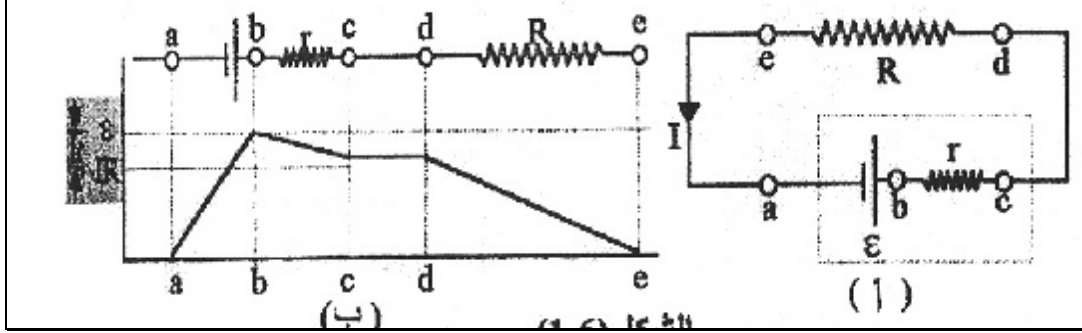 a b r c d R e
ε
IR
a b c d e
(ب)
e R d
I
a b r c
ε
(أ)